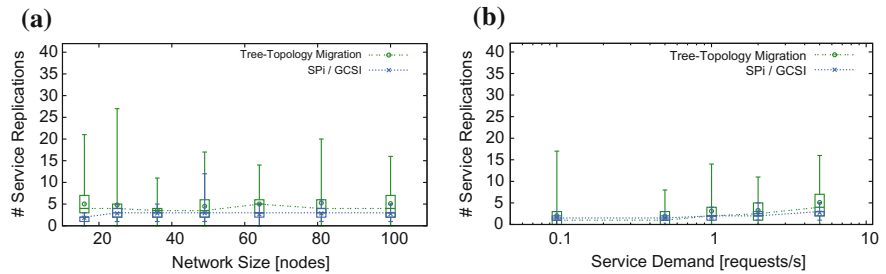 (a)
# Service Replications
40
35
30
25
20
15
10
5
0
Tree-Topology Migration
SPi / GCSI
20
40
60
80
100
Network Size [nodes]
(b)
# Service Replications
40
35
30
25
20
15
10
5
0
Tree-Topology Migration
SPi / GCSI
0.1
1
10
Service Demand [requests/s]